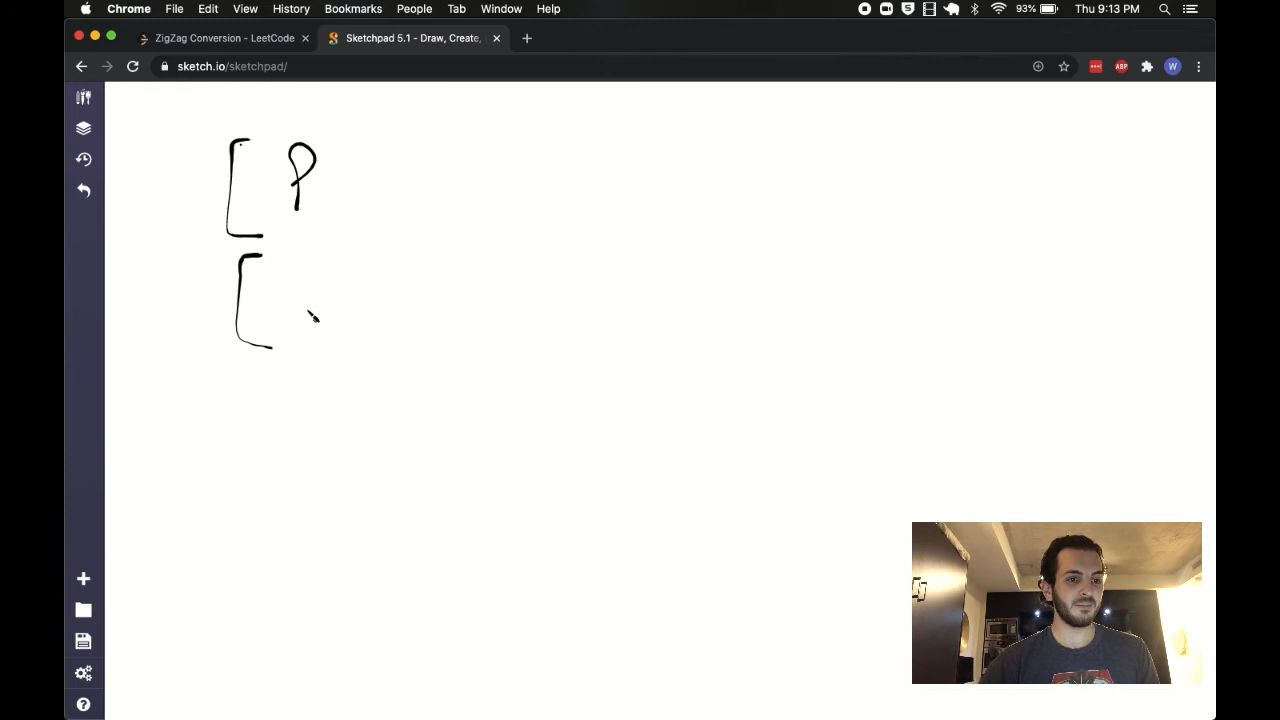 Chrome File Edit View History Bookmarks People Tab Window Help 93% Thu 9:13 PM
ZigZag Conversion - LeetCode Sketchpad 5.1 - Draw, Create,
sketch.io/sketchpad/ ABP W
[ P
[